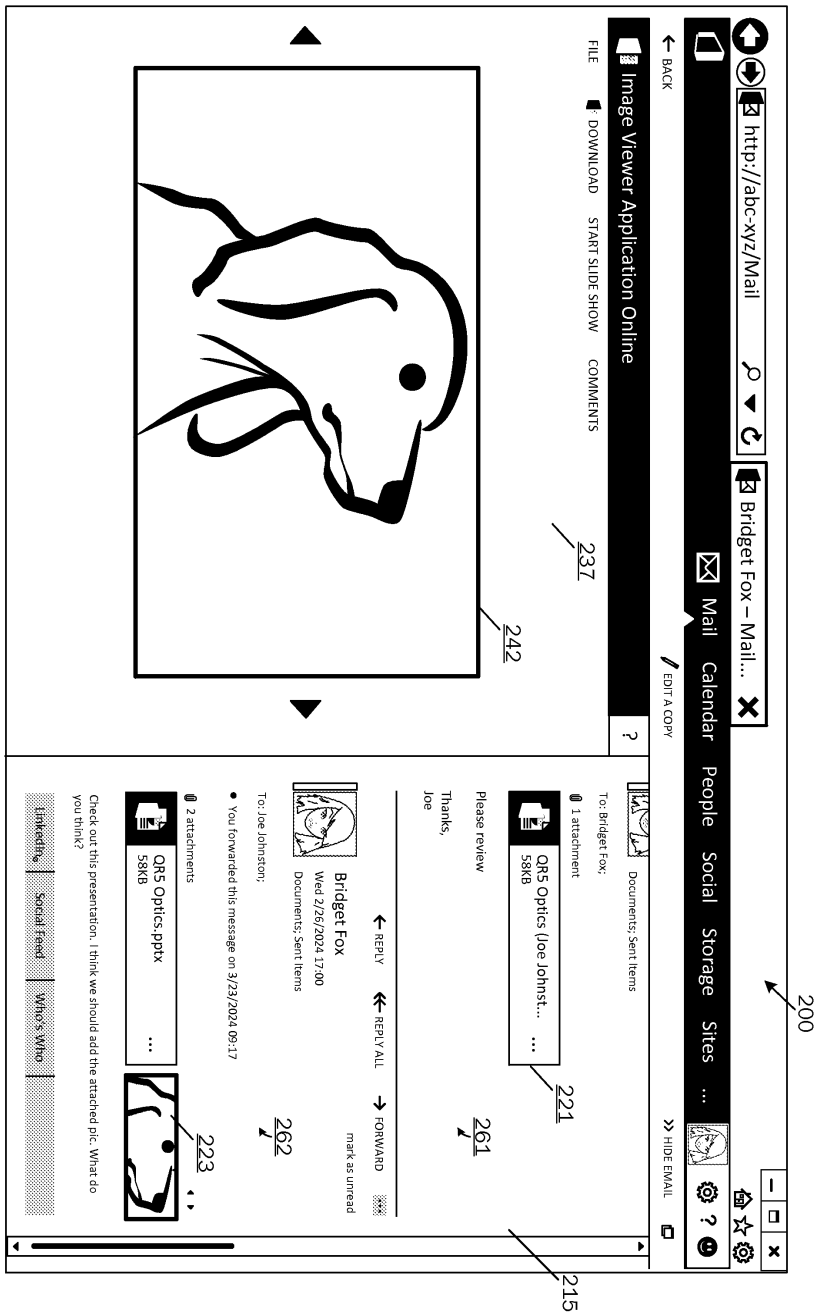 200
http://abc-xyz/Mail
Bridget Fox – Mail...
Mail Calendar People Social Storage Sites ... ?
BACK
EDIT A COPY
HIDE EMAIL
Image Viewer Application Online
?
FILE DOWNLOAD START SLIDE SHOW COMMENTS
237
242
Documents; Sent Items
To: Bridget Fox;
1 attachment
QR5 Optics (Joe Johnst...
58KB
...
221
Please review
261
Thanks,
Joe
215
REPLY REPLY ALL FORWARD ...
mark as unread
Bridget Fox
Wed 2/26/2024 17:00
Documents; Sent Items
To: Joe Johnston;
262
You forwarded this message on 3/23/2024 09:17
2 attachments
223
QR5 Optics.pptx
58KB
...
Check out this presentation. I think we should add the attached pic. What do
you think?
LinkedIn Social Feed Who's Who